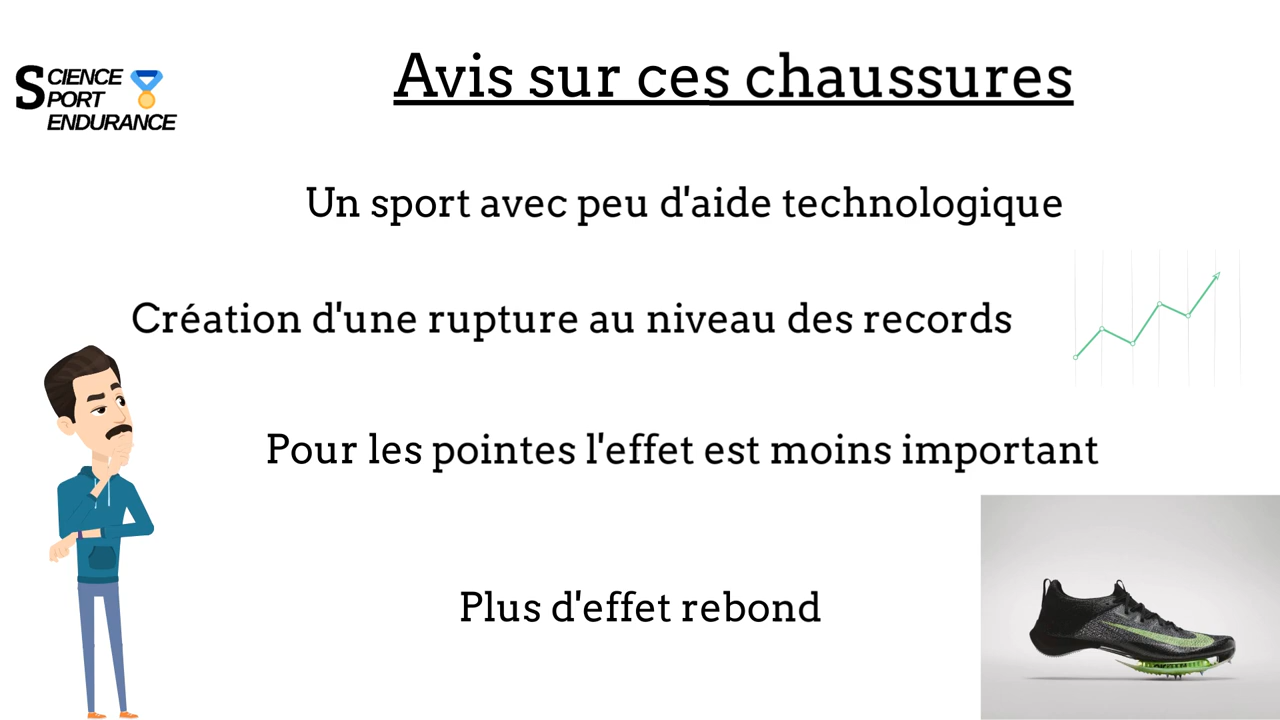 SCIENCE
SPORT
ENDURANCE
Avis sur ces chaussures
Un sport avec peu d'aide technologique
Création d'une rupture au niveau des records
Pour les pointes l'effet est moins important
Plus d'effet rebond